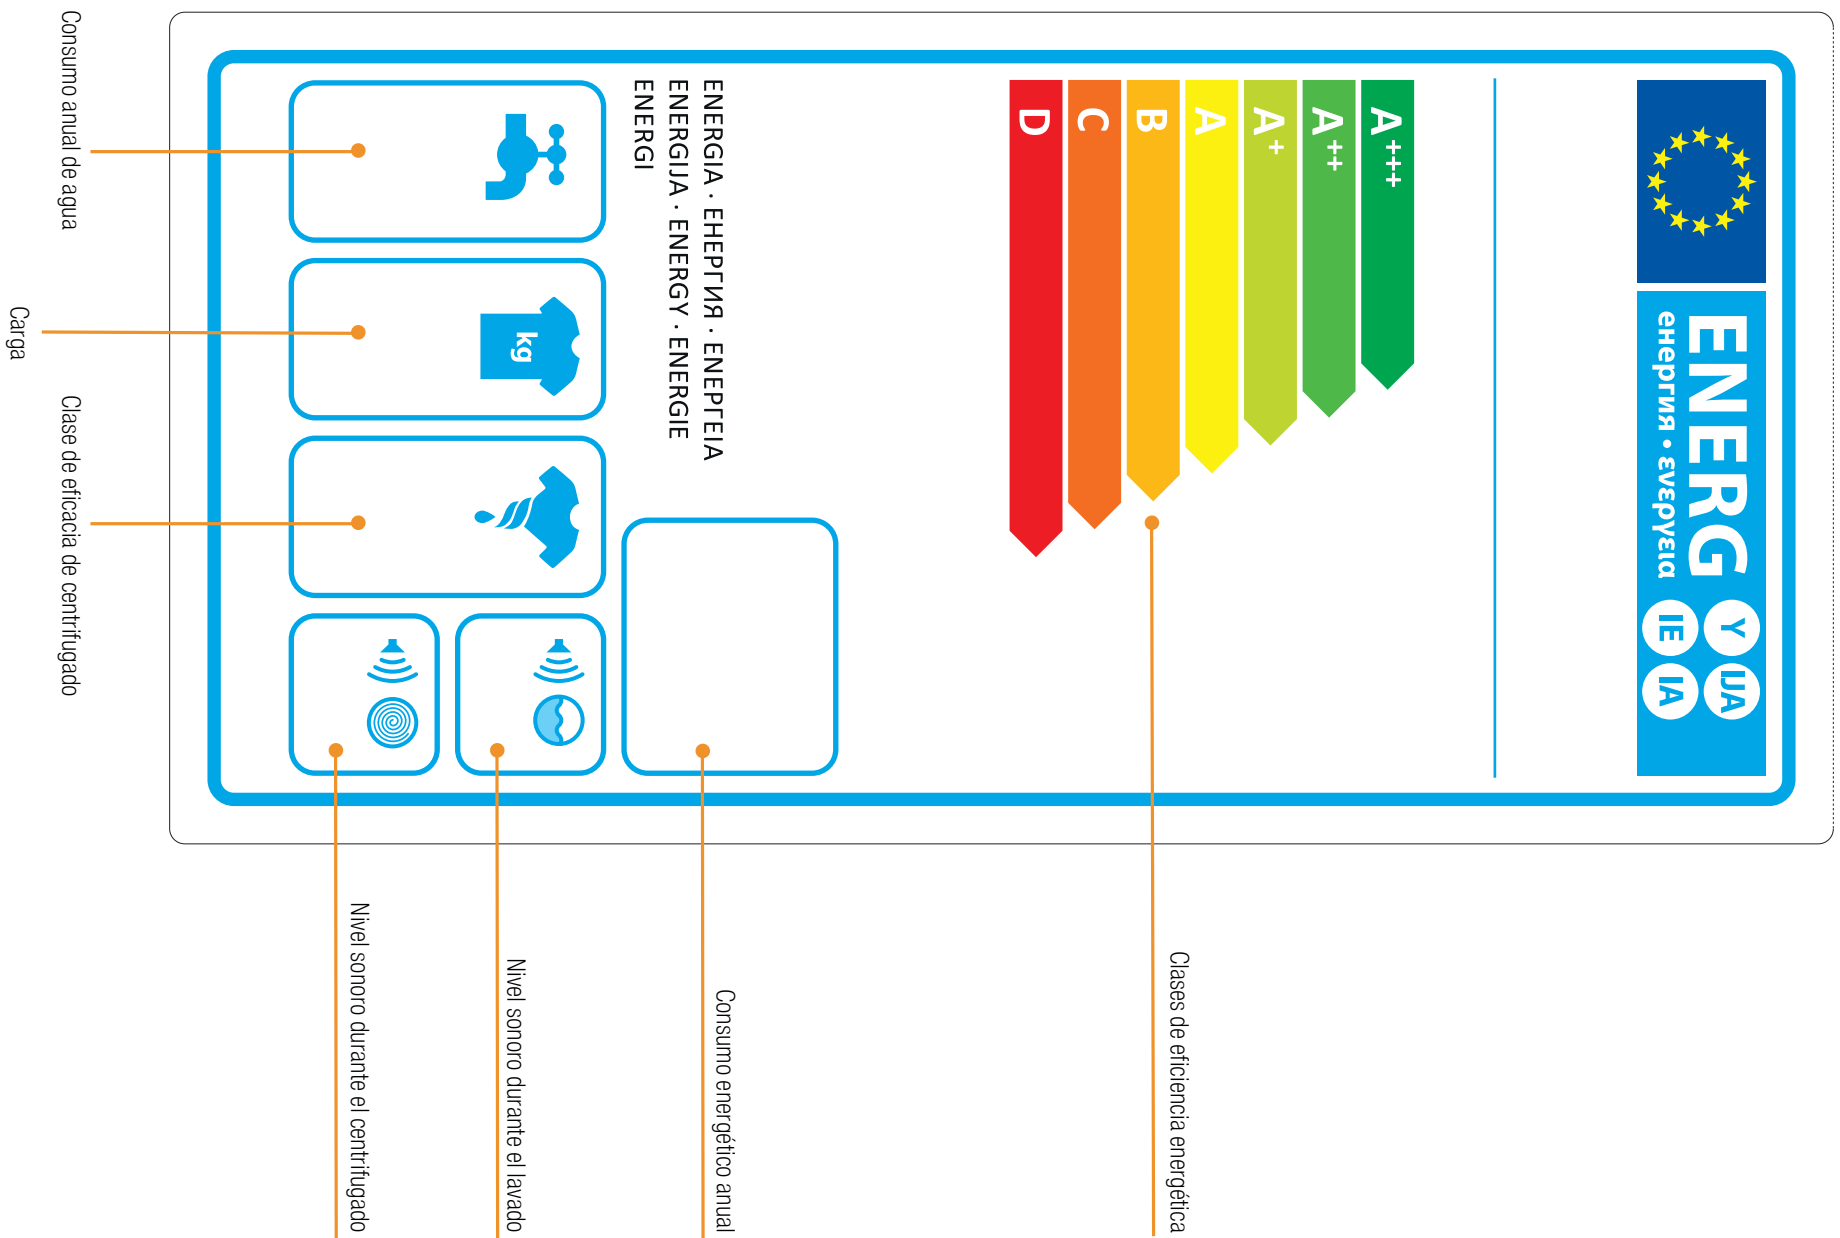 ENERG
енергия · ενεργεια
Y
IJA
IE
IA
A+++
A++
A+
A
B
C
D
Clases de eficiencia energética
ENERGIA · ЕНЕРГИЯ · ΕΝΕΡΓΕΙΑ
ENERGIJA · ENERGY · ENERGIE
ENERGI
Consumo energético anual
Consumo anual de agua
kg
Carga
Clase de eficacia de centrifugado
Nivel sonoro durante el lavado
Nivel sonoro durante el centrifugado